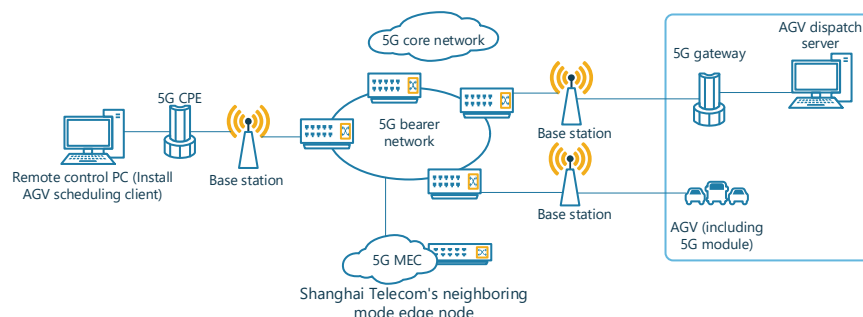 5G core network
AGV dispatch
server
5G gateway
5G CPE
5G bearer
network
Base station
Base station
Remote control PC (Install
AGV scheduling client)
Base station
AGV (including
5G module)
5G MEC
Shanghai Telecom's neighboring
mode edge node